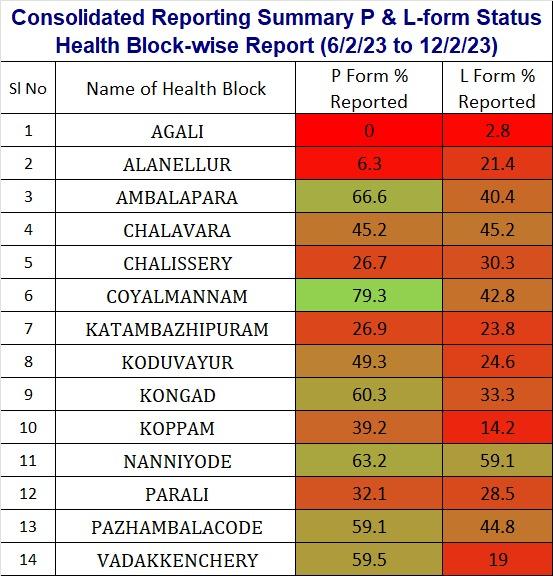 Consolidated Reporting Summary P & L-form Status
Health Block-wise Report (6/2/23 to 12/2/23)
Sl No Name of Health Block P Form % Reported L Form % Reported
1 AGALI 0 2.8
2 ALANELLUR 6.3 21.4
3 AMBALAPARA 66.6 40.4
4 CHALAVARA 45.2 45.2
5 CHALISSERY 26.7 30.3
6 COYALMANNAM 79.3 42.8
7 KATAMBAZHIPURAM 26.9 23.8
8 KODUVAYUR 49.3 24.6
9 KONGAD 60.3 33.3
10 KOPPAM 39.2 14.2
11 NANNIYODE 63.2 59.1
12 PARALI 32.1 28.5
13 PAZHAMBALACODE 59.1 44.8
14 VADAKKENCHERY 59.5 19